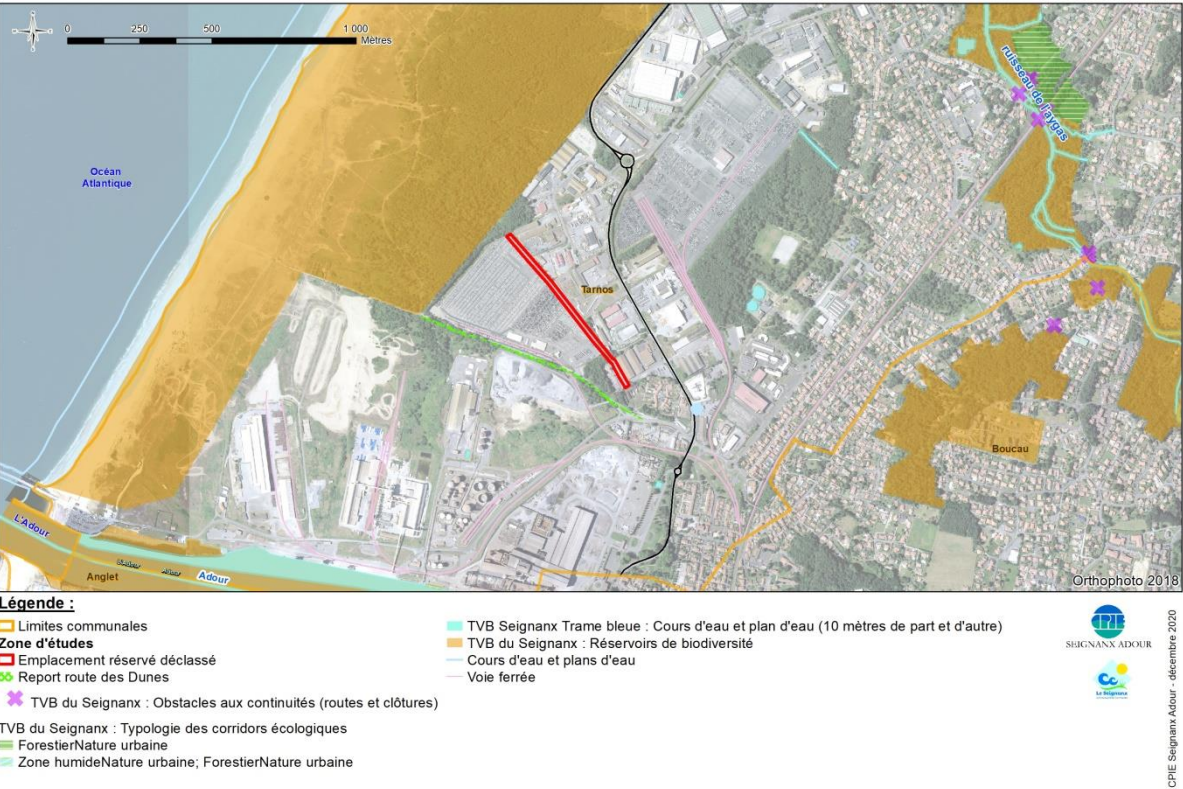 0 250 500 1 000
Mètres
Océan
Atlantique
ruisseau de l'aygas
Tarnos
Boucau
L'Adour
Anglet
Adour
Adour
Orthophoto 2018
Légende :
Limites communales
Zone d'études
Emplacement réservé déclassé
Report route des Dunes
TVB du Seignanx : Obstacles aux continuités (routes et clôtures)
TVB du Seignanx : Typologie des corridors écologiques
ForestierNature urbaine
Zone humideNature urbaine; ForestierNature urbaine
TVB Seignanx Trame bleue : Cours d'eau et plan d'eau (10 mètres de part et d'autre)
TVB du Seignanx : Réservoirs de biodiversité
Cours d'eau et plans d'eau
Voie ferrée
CPIE
SEIGNANX ADOUR
Cc
Le Seignanx
CPIE Seignanx Adour - décembre 2020